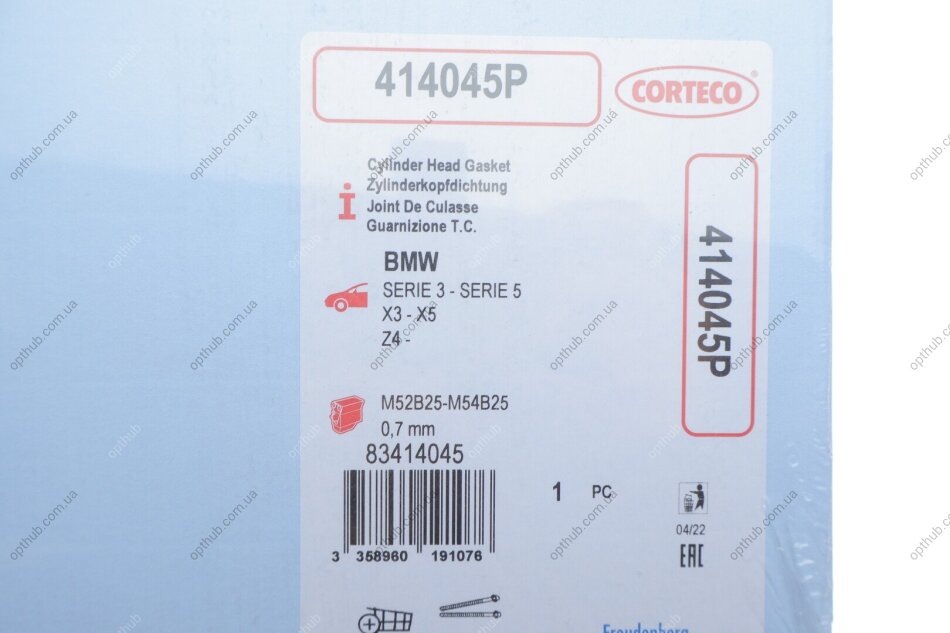 414045P
CORTECO®
Cylinder Head Gasket
Zylinderkopfdichtung
Joint De Culasse
Guarnizione T.C.
BMW
SERIE 3 - SERIE 5
X3 - X5
Z4 -
414045P
M52B25-M54B25
0,7 mm
83414045
1 PC
3 358960 191076
04/22
EAC
Freudenberg
opthub.com.ua